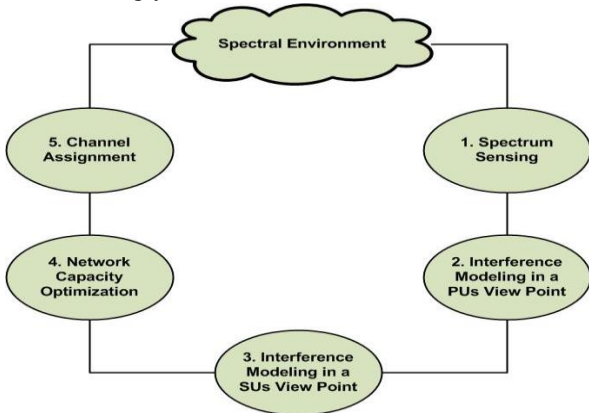 Spectral Environment
5. Channel
Assignment
1. Spectrum
Sensing
4. Network
Capacity
Optimization
2. Interference
Modeling in a
PUs View Point
3. Interference
Modeling in a
SUs View Point